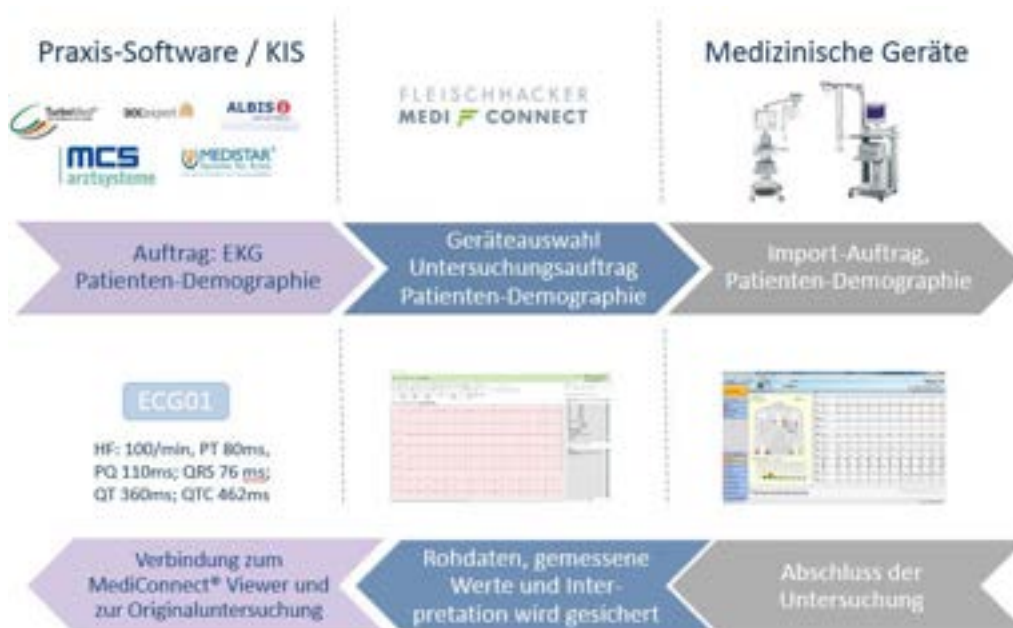 Praxis-Software / KIS
TurboMed
DOCexpert
ALBIS
MCS
arztsysteme
MEDISTAR
FLEISCHHACKER
MEDI CONNECT
Medizinische Geräte
Auftrag: EKG
Patienten-Demographie
Geräteauswahl
Untersuchungsauftrag
Patienten-Demographie
Import-Auftrag,
Patienten-Demographie
ECG01
HF: 100/min, PT 80ms,
PQ 110ms; QRS 76 ms;
QT 360ms; QTC 462ms
Verbindung zum
MediConnect® Viewer und
zur Originaluntersuchung
Rohdaten, gemessene
Werte und Inter-
pretation wird gesichert
Abschluss der
Untersuchung